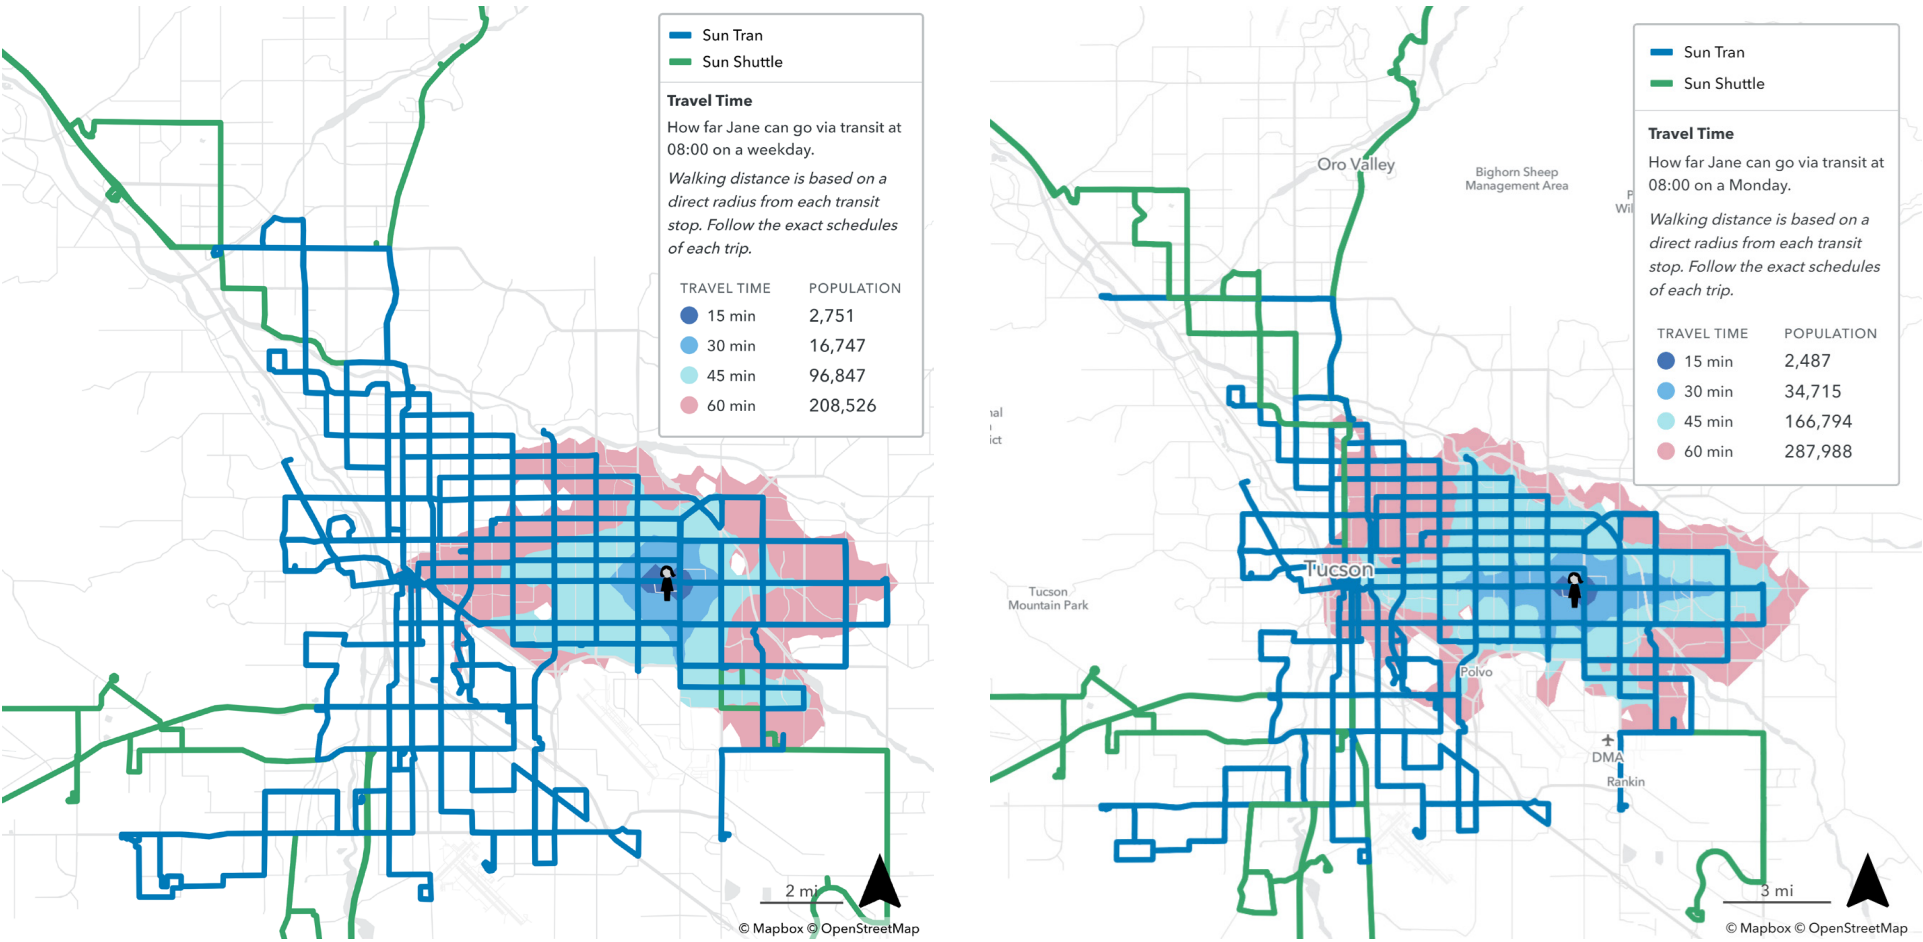 Sun Tran
Sun Shuttle
Travel Time
How far Jane can go via transit at
08:00 on a weekday.
Walking distance is based on a
direct radius from each transit
stop. Follow the exact schedules
of each trip.
TRAVEL TIME POPULATION
15 min 2,751
30 min 16,747
45 min 96,847
60 min 208,526
2 mi
© Mapbox © OpenStreetMap
Sun Tran
Sun Shuttle
Travel Time
How far Jane can go via transit at
08:00 on a Monday.
Walking distance is based on a
direct radius from each transit
stop. Follow the exact schedules
of each trip.
TRAVEL TIME POPULATION
15 min 2,487
30 min 34,715
45 min 166,794
60 min 287,988
Oro Valley
Bighorn Sheep
Management Area
Tucson
Tucson
Mountain Park
Polvo
DMA
Rankin
3 mi
© Mapbox © OpenStreetMap